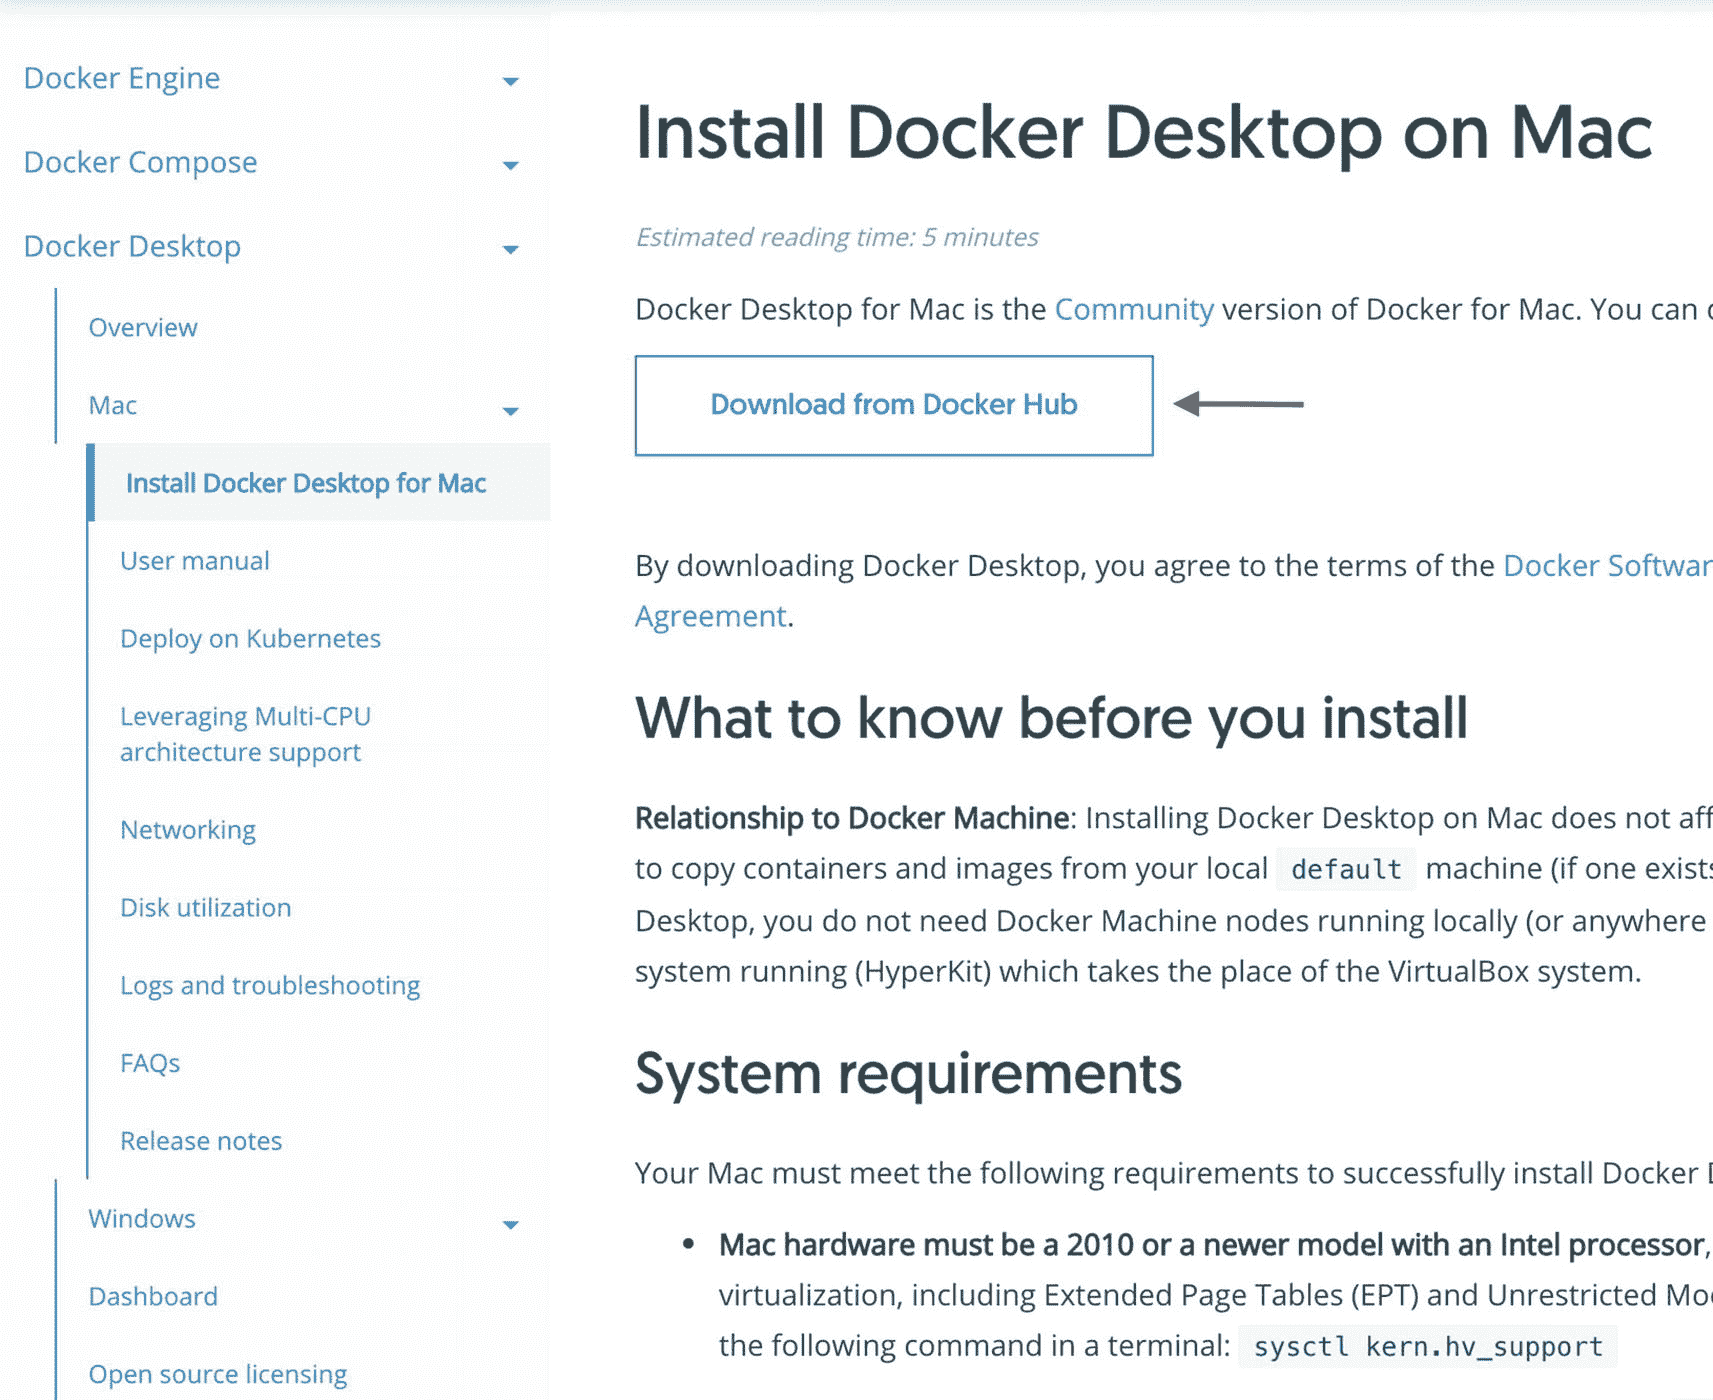 Docker Engine
Docker Compose
Docker Desktop
Overview
Mac
Install Docker Desktop for Mac
User manual
Deploy on Kubernetes
Leveraging Multi-CPU
architecture support
Networking
Disk utilization
Logs and troubleshooting
FAQs
Release notes
Windows
Dashboard
Open source licensing
Install Docker Desktop on Mac
Estimated reading time: 5 minutes
Docker Desktop for Mac is the Community version of Docker for Mac. You can
Download from Docker Hub
By downloading Docker Desktop, you agree to the terms of the Docker Softwar
Agreement.
What to know before you install
Relationship to Docker Machine: Installing Docker Desktop on Mac does not aff
to copy containers and images from your local default machine (if one exists
Desktop, you do not need Docker Machine nodes running locally (or anywhere
system running (HyperKit) which takes the place of the VirtualBox system.
System requirements
Your Mac must meet the following requirements to successfully install Docker
• Mac hardware must be a 2010 or a newer model with an Intel processor,
virtualization, including Extended Page Tables (EPT) and Unrestricted Mo
the following command in a terminal: sysctl kern.hv_support